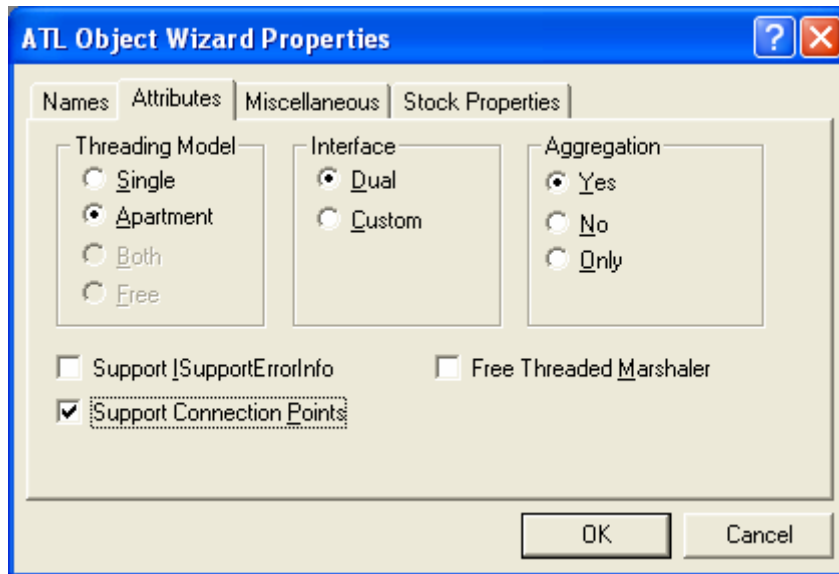 ATL Object Wizard Properties
Names Attributes Miscellaneous Stock Properties
Threading Model
Single
Apartment
Both
Free
Interface
Dual
Custom
Aggregation
Yes
No
Only
Support ISupportErrorInfo
Free Threaded Marshaler
Support Connection Points
OK Cancel